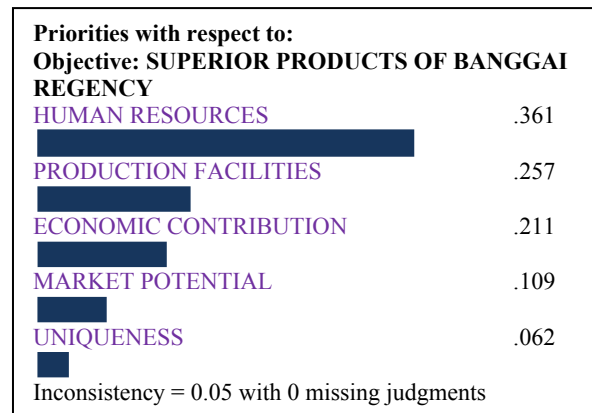 Priorities with respect to:
Objective: SUPERIOR PRODUCTS OF BANGGAI
REGENCY
HUMAN RESOURCES .361
PRODUCTION FACILITIES .257
ECONOMIC CONTRIBUTION .211
MARKET POTENTIAL .109
UNIQUENESS .062
Inconsistency = 0.05 with 0 missing judgments